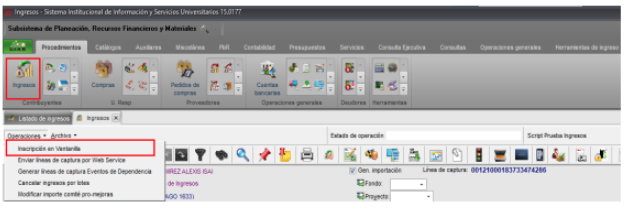 Ingresos - Sistema Institucional de Información y Servicios Universitarios 15.0177
Subsistema de Planeación, Recursos Financieros y Materiales
Procedimientos Catálogos Auxiliares Misceláneos PMI Contabilidad Presupuestos Servicios Consulta Ejecutiva Consultas Operaciones generales Herramientas de ingreso
Ingresos Compras Pedidos de compras Cuentas bancarias
Contribuyentes U. Resp Proveedores Operaciones generales Deudores Herramientas
Listado de ingresos Ingresos
Operaciones Archivo Estado de operación Script Prueba Ingresos
Inscripción en Ventanilla
Enviar líneas de captura por Web Service
Generar líneas de captura Eventos de Dependencia
Cancelar ingresos por lotes
Modificar importe comité pro-mejoras
MREZ ALEXIS ISAI Gen. importación Línea de captura: 00121000183733474286
de Ingresos Fondo:
AGO 1633) Proyecto: